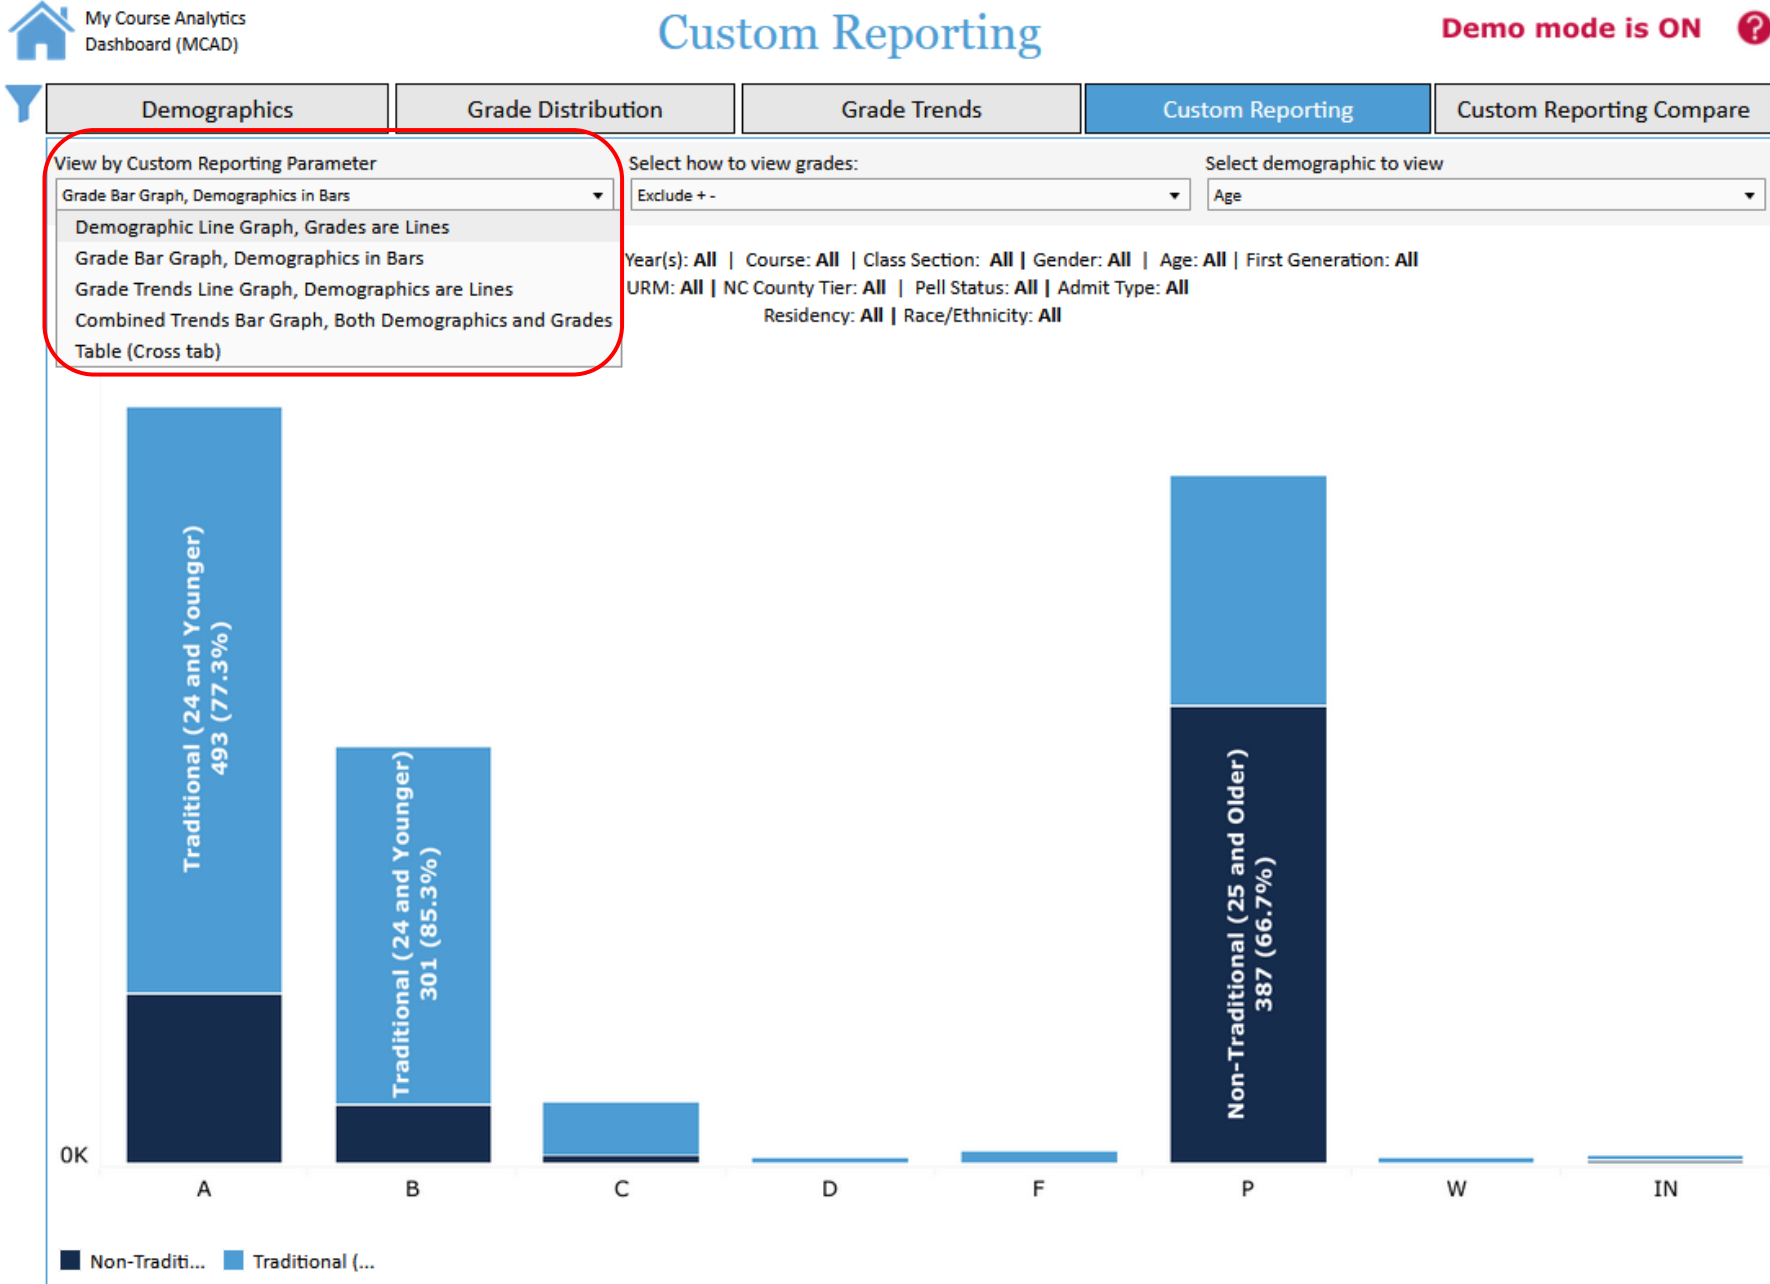 My Course Analytics
Dashboard (MCAD)
Custom Reporting
Demo mode is ON
?
Demographics
Grade Distribution
Grade Trends
Custom Reporting
Custom Reporting Compare
View by Custom Reporting Parameter
Select how to view grades:
Select demographic to view
Grade Bar Graph, Demographics in Bars
Exclude + -
Age
Demographic Line Graph, Grades are Lines
Grade Bar Graph, Demographics in Bars
Grade Trends Line Graph, Demographics are Lines
Combined Trends Bar Graph, Both Demographics and Grades
Table (Cross tab)
Year(s): All | Course: All | Class Section: All | Gender: All | Age: All | First Generation: All
URM: All | NC County Tier: All | Pell Status: All | Admit Type: All
Residency: All | Race/Ethnicity: All
Traditional (24 and Younger)
493 (77.3%)
Traditional (24 and Younger)
301 (85.3%)
Non-Traditional (25 and Older)
387 (66.7%)
0K
A B C D F P W IN
Non-Traditi... Traditional (...